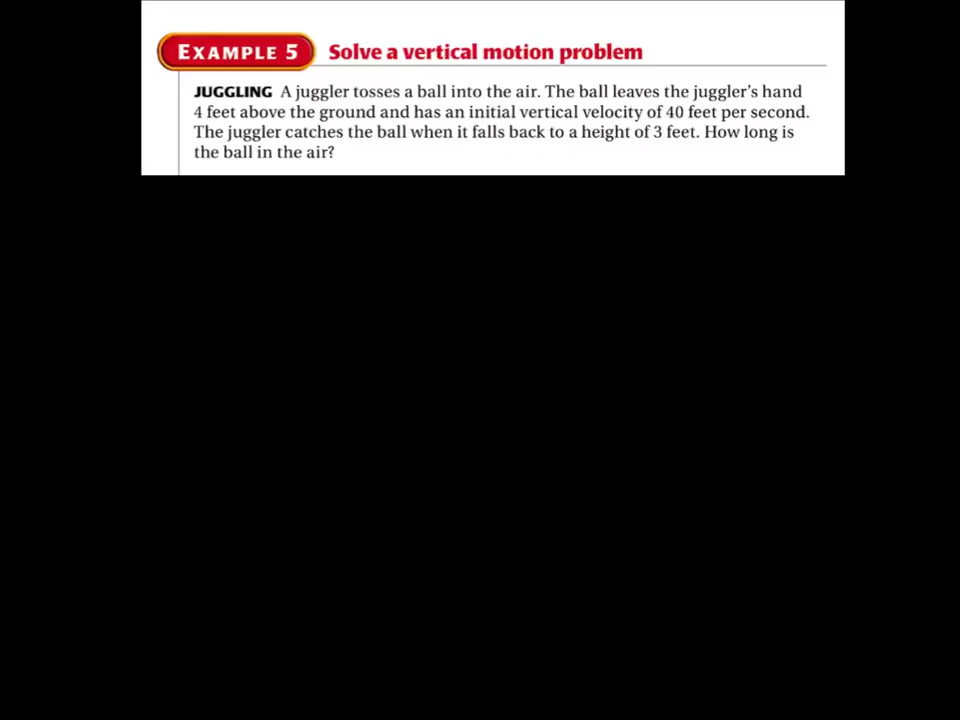 EXAMPLE 5 Solve a vertical motion problem
JUGGLING A juggler tosses a ball into the air. The ball leaves the juggler's hand
4 feet above the ground and has an initial vertical velocity of 40 feet per second.
The juggler catches the ball when it falls back to a height of 3 feet. How long is
the ball in the air?